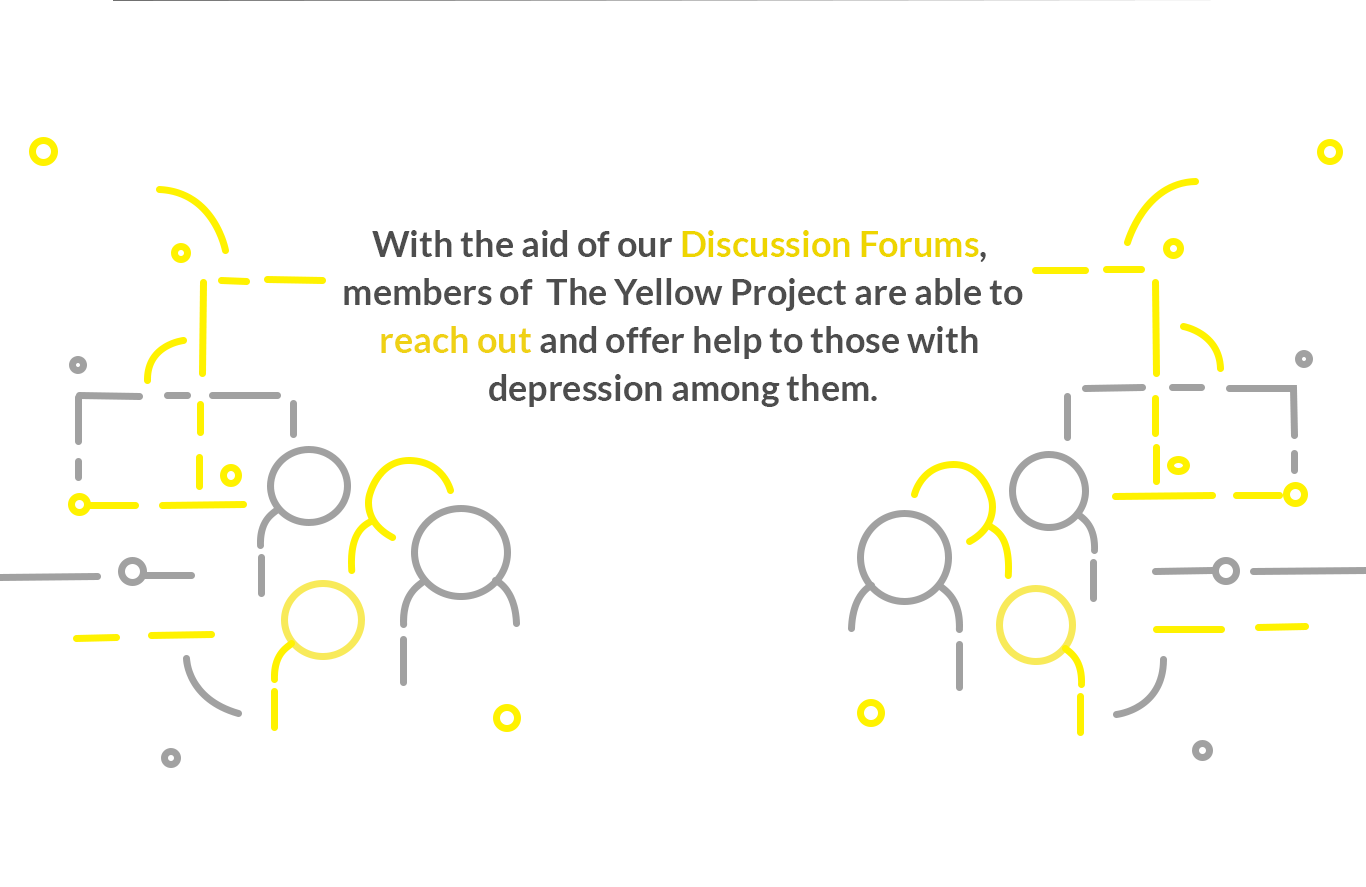 With the aid of our Discussion Forums,
members of  The Yellow Project are able to
reach out and offer help to those with
depression among them.